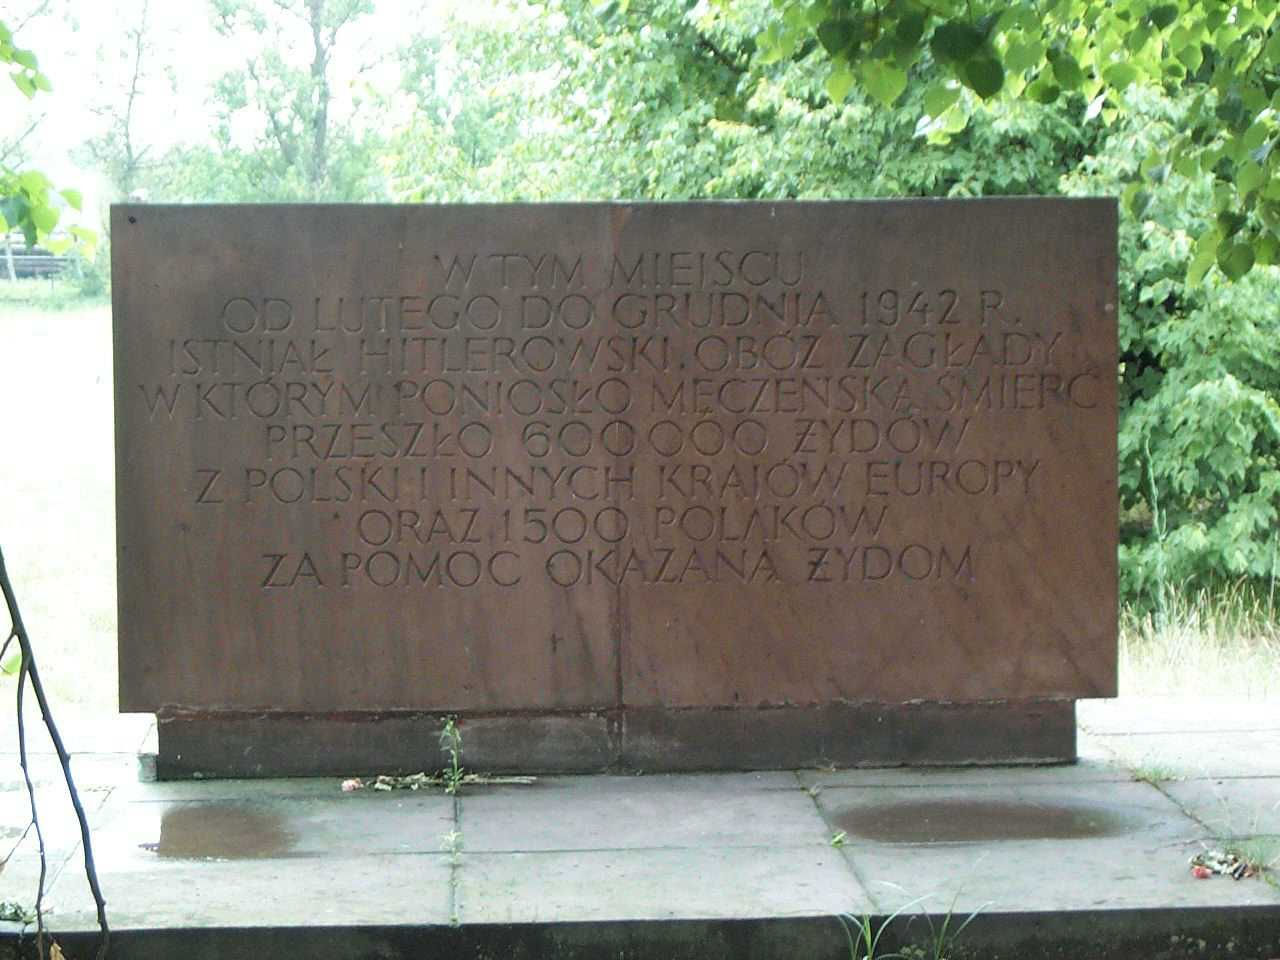 W TYM MIEJSCU
OD LUTEGO DO GRUDNIA 1942 R.
ISTNIAŁ HITLEROWSKI OBÓZ ZAGŁADY
W KTÓRYM PONIOSŁO MĘCZEŃSKĄ ŚMIERĆ
PRZESZŁO 600 000 ŻYDÓW
Z POLSKI I INNYCH KRAJÓW EUROPY
ORAZ 1500 POLAKÓW
ZA POMOC OKAZANĄ ŻYDOM